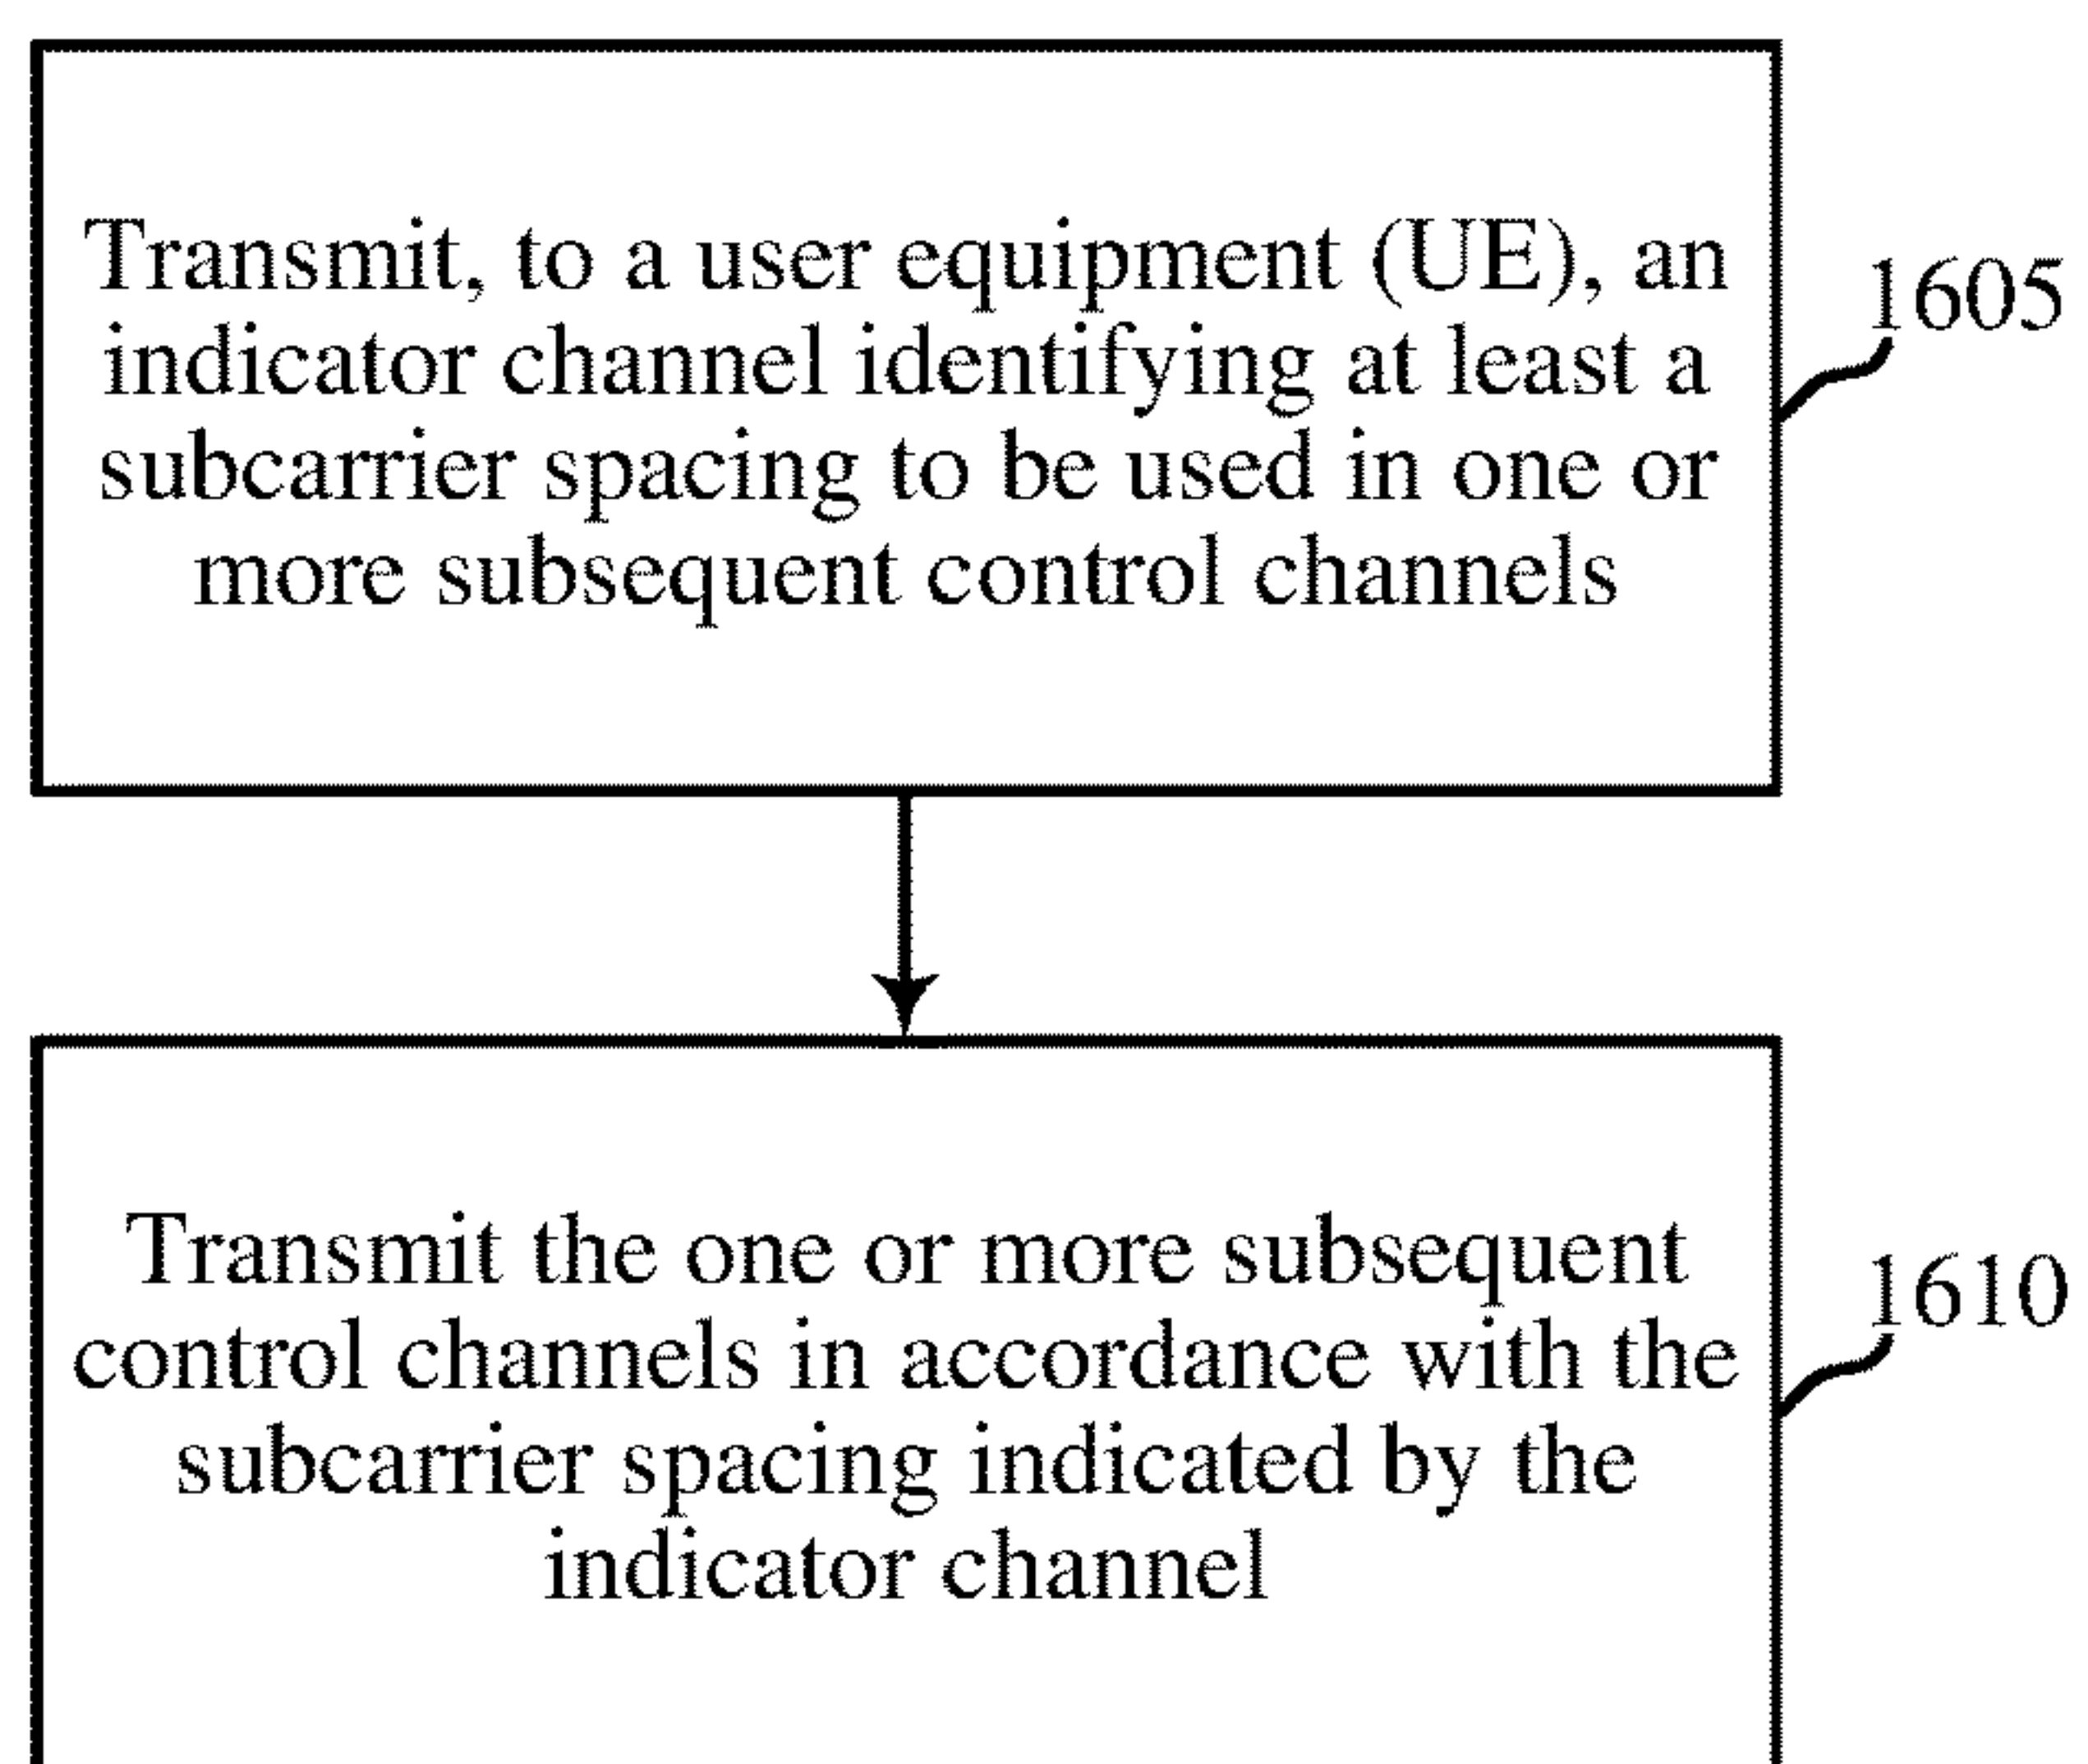 Transmit, to a user equipment (UE), an
indicator channel identifying at least a
subcarrier spacing to be used in one or
more subsequent control channels
1605
Transmit the one or more subsequent
control channels in accordance with the
subcarrier spacing indicated by the
indicator channel
1610